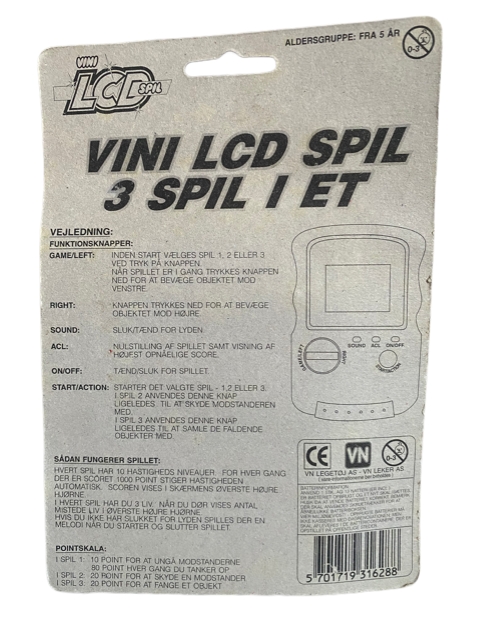 ALDERSGRUPPE: FRA 5 ÅR
0-3
VINI
LCD SPIL
VINI LCD SPIL
3 SPIL I ET
VEJLEDNING:
FUNKTIONSKNAPPER:
GAME/LEFT: INDEN START VÆLGES SPIL 1, 2 ELLER 3
VED TRYK PÅ KNAPPEN.
NÅR SPILLET ER I GANG TRYKKES KNAPPEN
NED FOR AT BEVÆGE OBJEKTET MOD
VENSTRE.
RIGHT: KNAPPEN TRYKKES NED FOR AT BEVÆGE
OBJEKTET MOD HØJRE.
SOUND: SLUK/TÆND FOR LYDEN
ACL: NULSTILLING AF SPILLET SAMT VISNING AF
HØJEST OPNÅELIGE SCORE.
ON/OFF: TÆND/SLUK FOR SPILLET.
START/ACTION: STARTER DET VALGTE SPIL - 1,2 ELLER 3.
I SPIL 2 ANVENDES DENNE KNAP
LIGELEDES TIL AT SKYDE MODSTANDEREN
MED.
I SPIL 3 ANVENDES DENNE KNAP
LIGELEDES TIL AT SAMLE DE FALDENDE
OBJEKTER MED.
SOUND ACL ON/OFF
GAME/LEFT
RIGHT
SÅDAN FUNGERER SPILLET:
HVERT SPIL HAR 10 HASTIGHEDS NIVEAUER. FOR HVER GANG
DER ER SCORET 1000 POINT STIGER HASTIGHEDEN
AUTOMATISK. SCOREN VISES I SKÆRMENS ØVERSTE HØJRE
HJØRNE
I HVERT SPIL HAR DU 3 LIV. NÅR DU DØR VISES ANTAL
MISTEDE LIV I ØVERSTE HØJRE HJØRNE
HVIS DU IKKE HAR SLUKKET FOR LYDEN SPILLES DER EN
MELODI NÅR DU STARTER OG SLUTTER SPILLET.
POINTSKALA:
I SPIL 1: 10 POINT FOR AT UNGÅ MODSTANDERNE
80 POINT HVER GANG DU TANKER OP
I SPIL 2: 20 POINT FOR AT SKYDE EN MODSTANDER
I SPIL 3: 20 POINT FOR AT FANGE ET OBJEKT
CE VN 0-3
VN LEGETØJ AS - VN LEKER AS
5 701719 316288